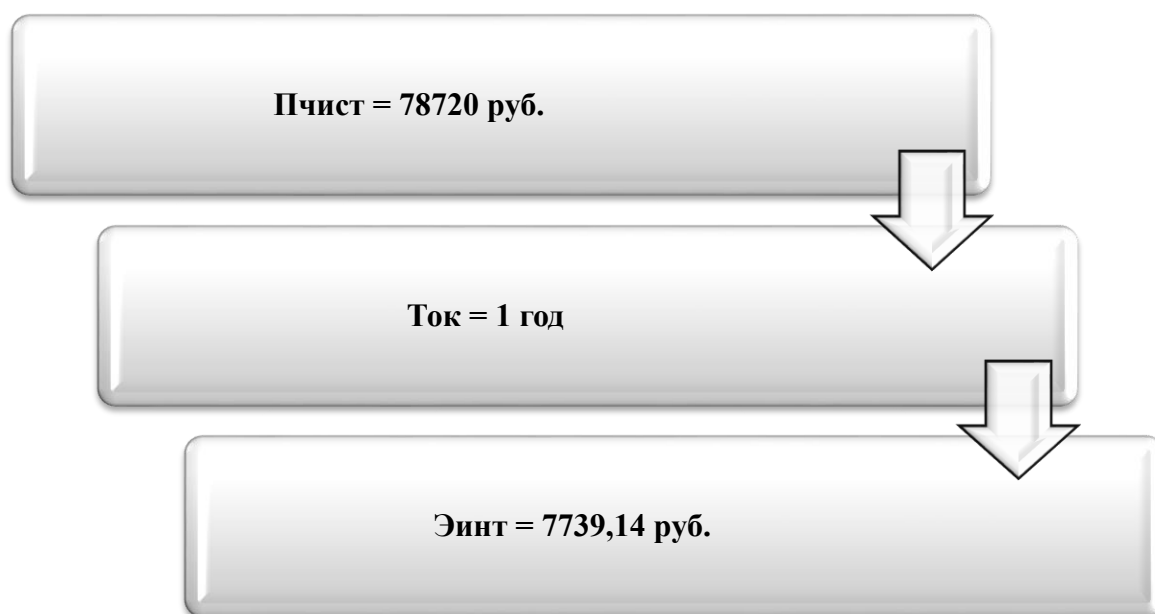 Пчист = 78720 руб.
Ток = 1 год
Эинт = 7739,14 руб.